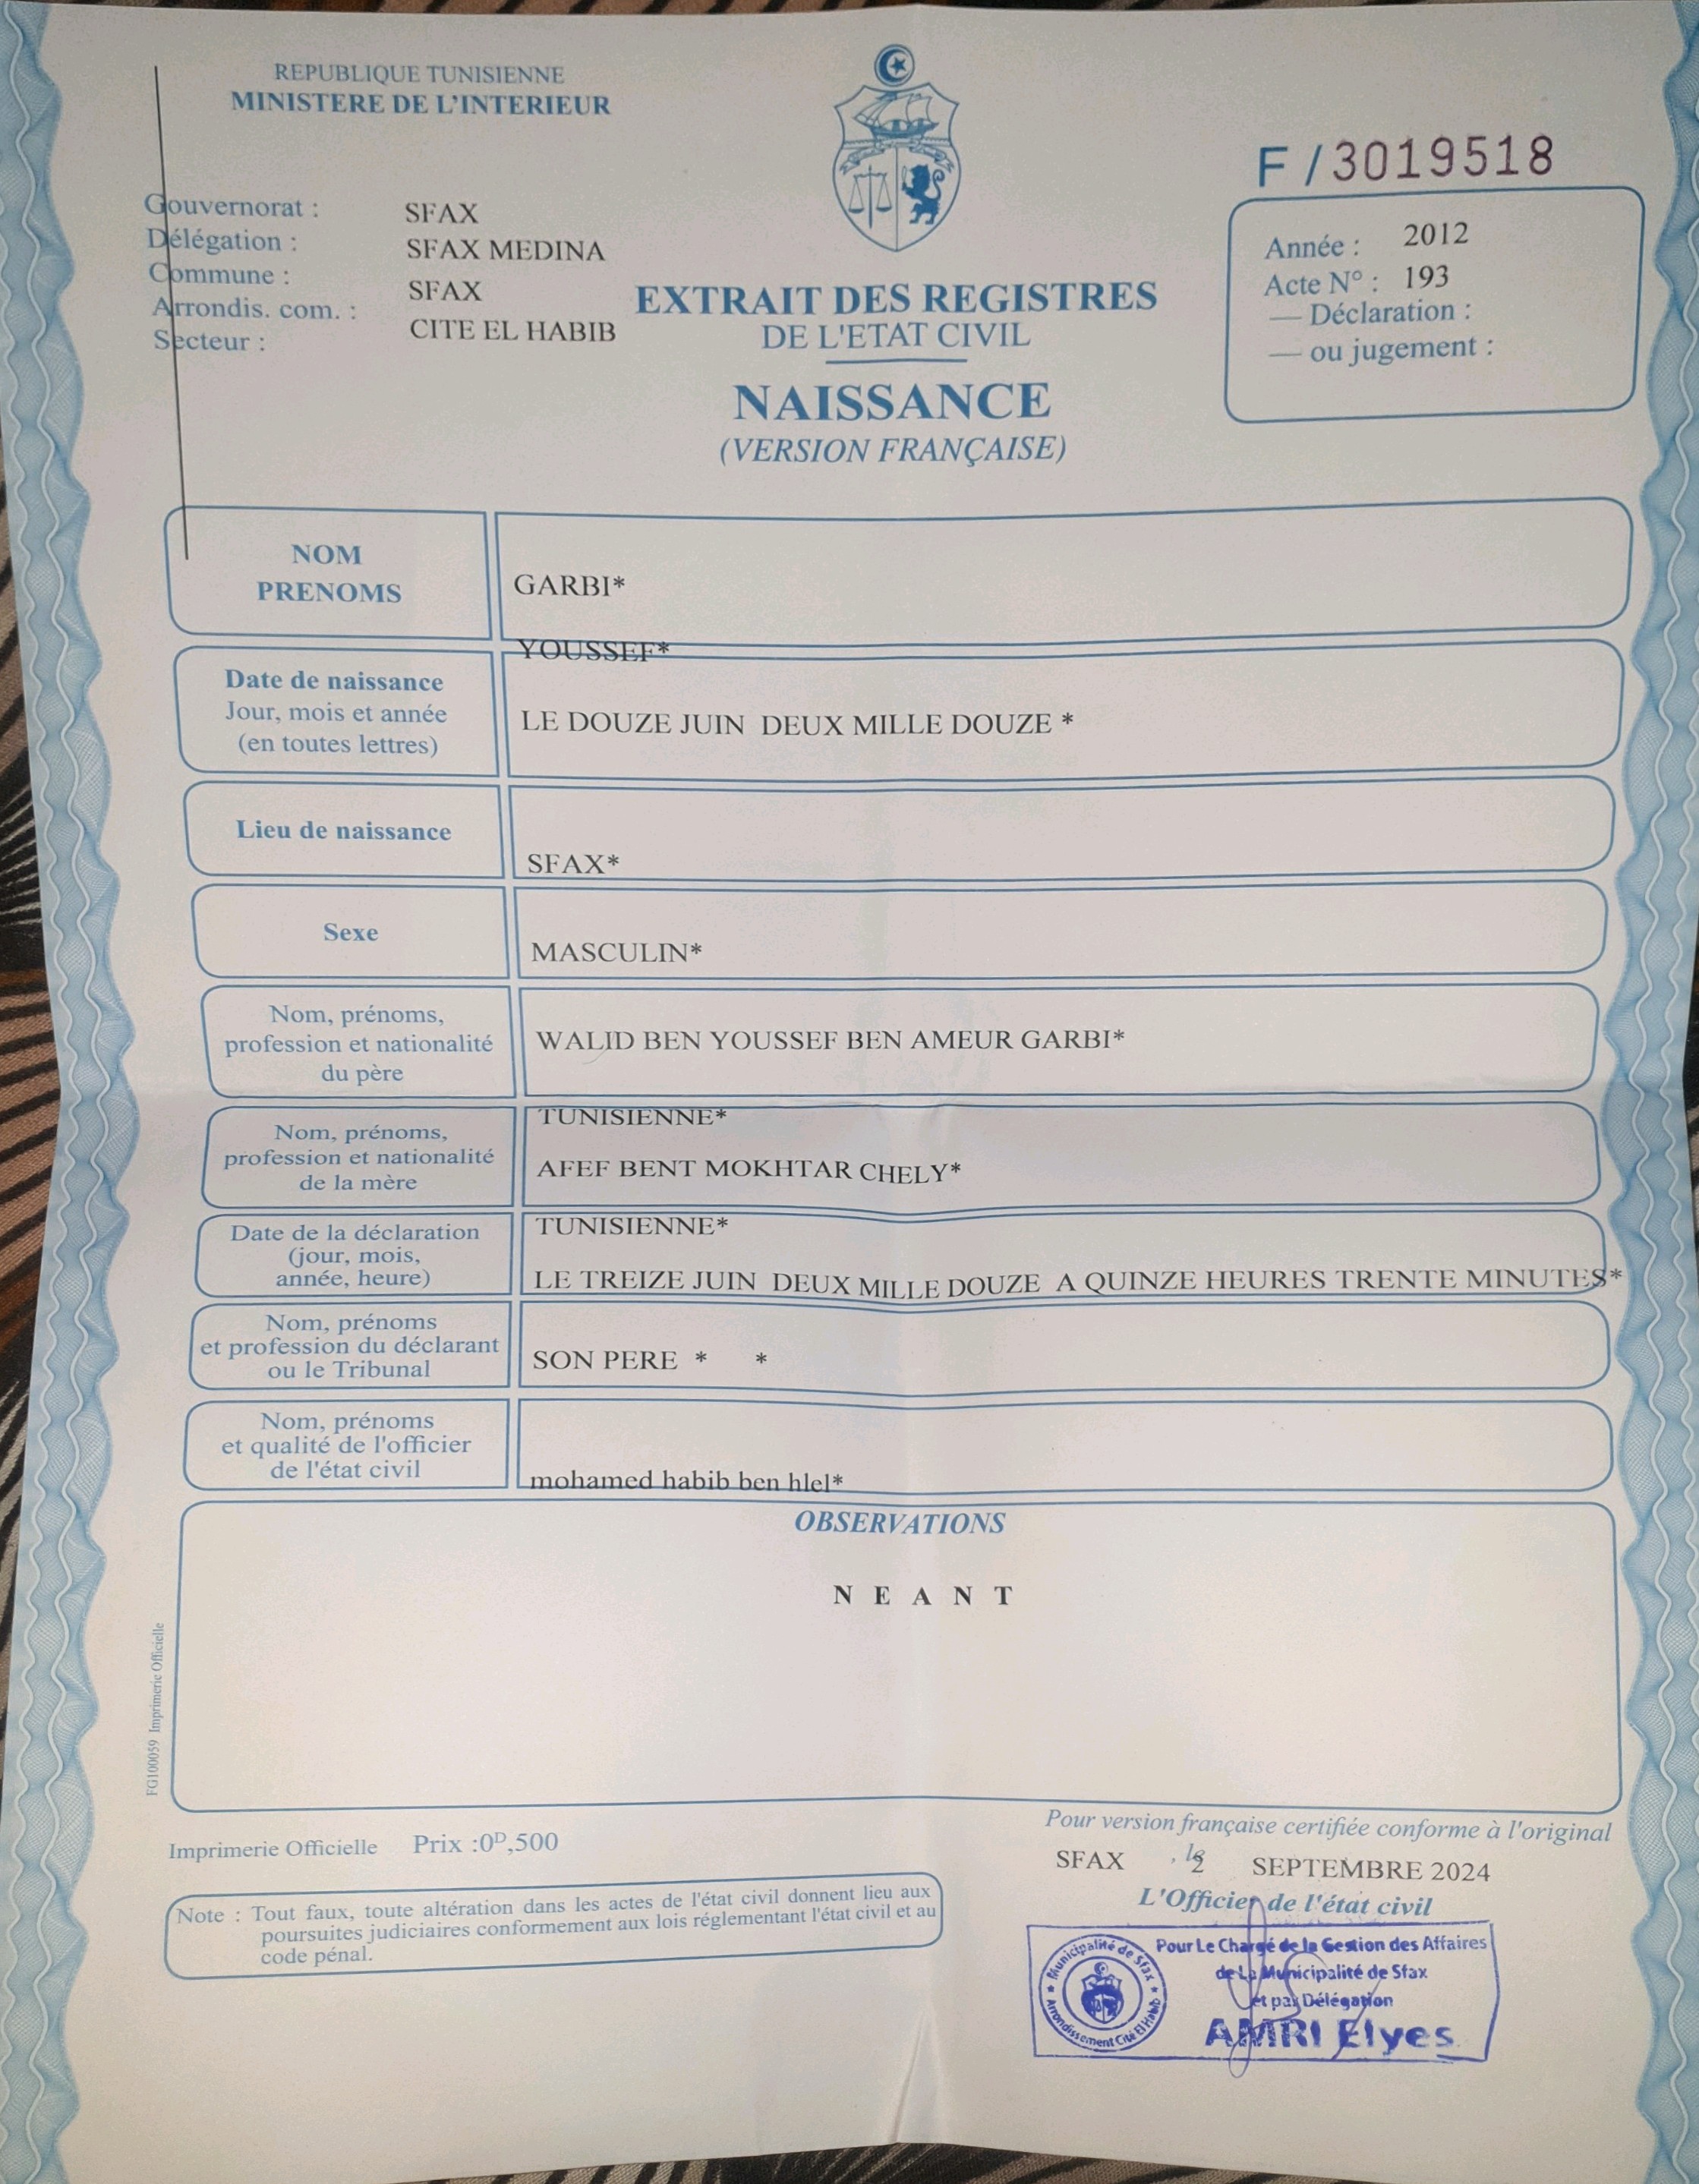 REPUBLIQUE TUNISIENNE
MINISTERE DE L'INTERIEUR
F / 3019518
Gouvernorat : SFAX
Délégation : SFAX MEDINA
Commune : SFAX
Arrondis. com. : CITE EL HABIB
Secteur :
Année : 2012
Acte N° : 193
— Déclaration :
— ou jugement :
EXTRAIT DES REGISTRES
DE L'ETAT CIVIL
NAISSANCE
(VERSION FRANÇAISE)
NOM
PRENOMS
GARBI*
YOUSSEF*
Date de naissance
Jour, mois et année
(en toutes lettres)
LE DOUZE JUIN DEUX MILLE DOUZE *
Lieu de naissance
SFAX*
Sexe
MASCULIN*
Nom, prénoms,
profession et nationalité
du père
WALID BEN YOUSSEF BEN AMEUR GARBI*
TUNISIENNE*
Nom, prénoms,
profession et nationalité
de la mère
AFEF BENT MOKHTAR CHELY*
TUNISIENNE*
Date de la déclaration
(jour, mois,
année, heure)
LE TREIZE JUIN DEUX MILLE DOUZE A QUINZE HEURES TRENTE MINUTES*
Nom, prénoms
et profession du déclarant
ou le Tribunal
SON PERE * *
Nom, prénoms
et qualité de l'officier
de l'état civil
mohamed habib ben hlel*
OBSERVATIONS
N E A N T
FG100059 Imprimerie Officielle
Imprimerie Officielle Prix :0ᴰ,500
Note : Tout faux, toute altération dans les actes de l'état civil donnent lieu aux
poursuites judiciaires conformement aux lois réglementant l'état civil et au
code pénal.
Pour version française certifiée conforme à l'original
SFAX , le 2 SEPTEMBRE 2024
L'Officier de l'état civil
Municipalité de Sfax
Arrondissement Cité El Habib
Pour Le Chargé de la Gestion des Affaires
de La Municipalité de Sfax
et par Délégation
AMRI Elyes